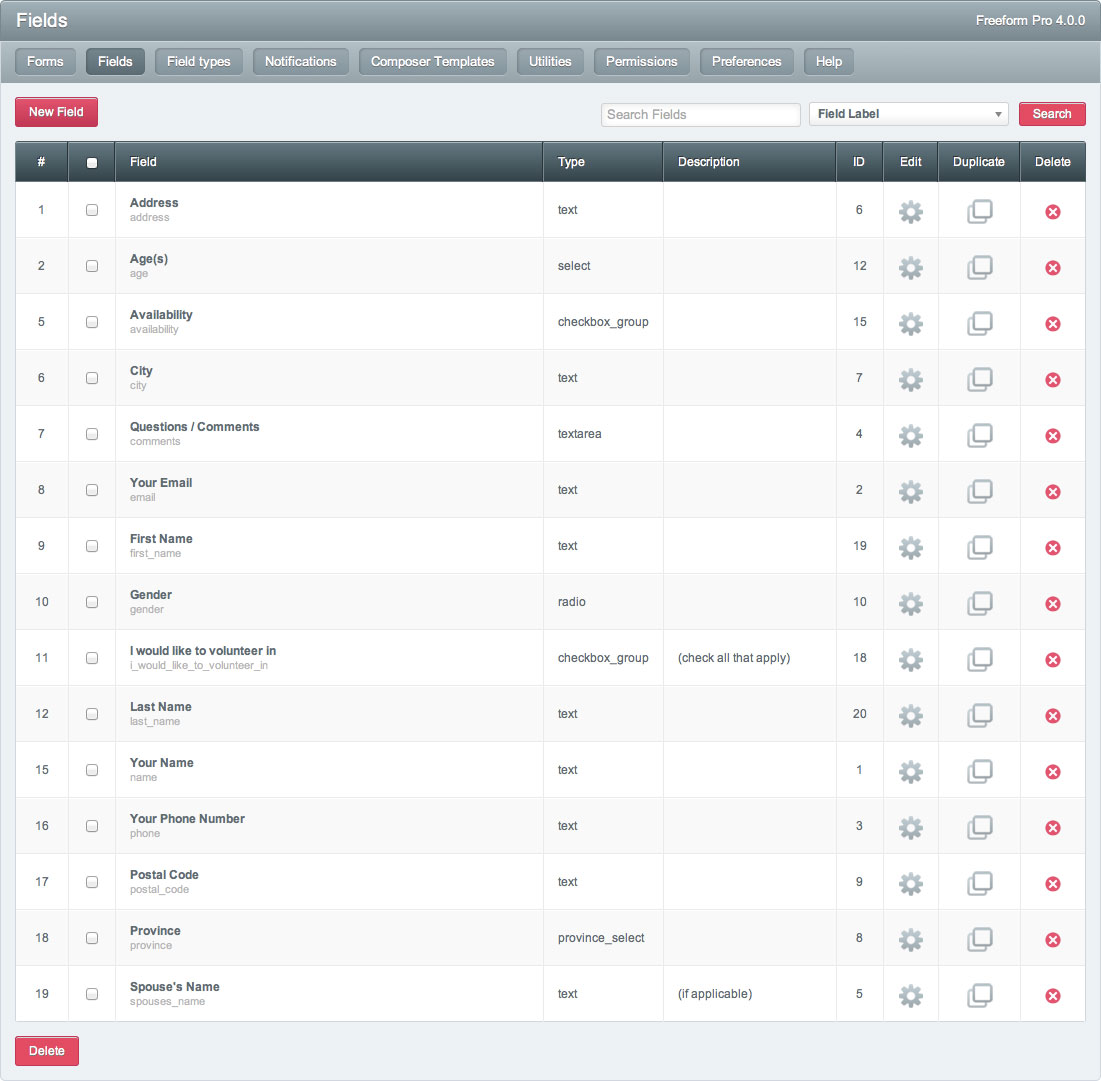 Fields Freeform Pro 4.0.0
Forms Fields Field types Notifications Composer Templates Utilities Permissions Preferences Help
New Field Search Fields Field Label Search
# Field Type Description ID Edit Duplicate Delete
1 Address text 6
address
2 Age(s) select 12
age
5 Availability checkbox_group 15
availability
6 City text 7
city
7 Questions / Comments textarea 4
comments
8 Your Email text 2
email
9 First Name text 19
first_name
10 Gender radio 10
gender
11 I would like to volunteer in checkbox_group (check all that apply) 18
i_would_like_to_volunteer_in
12 Last Name text 20
last_name
15 Your Name text 1
name
16 Your Phone Number text 3
phone
17 Postal Code text 9
postal_code
18 Province province_select 8
province
19 Spouse's Name text (if applicable) 5
spouses_name
Delete